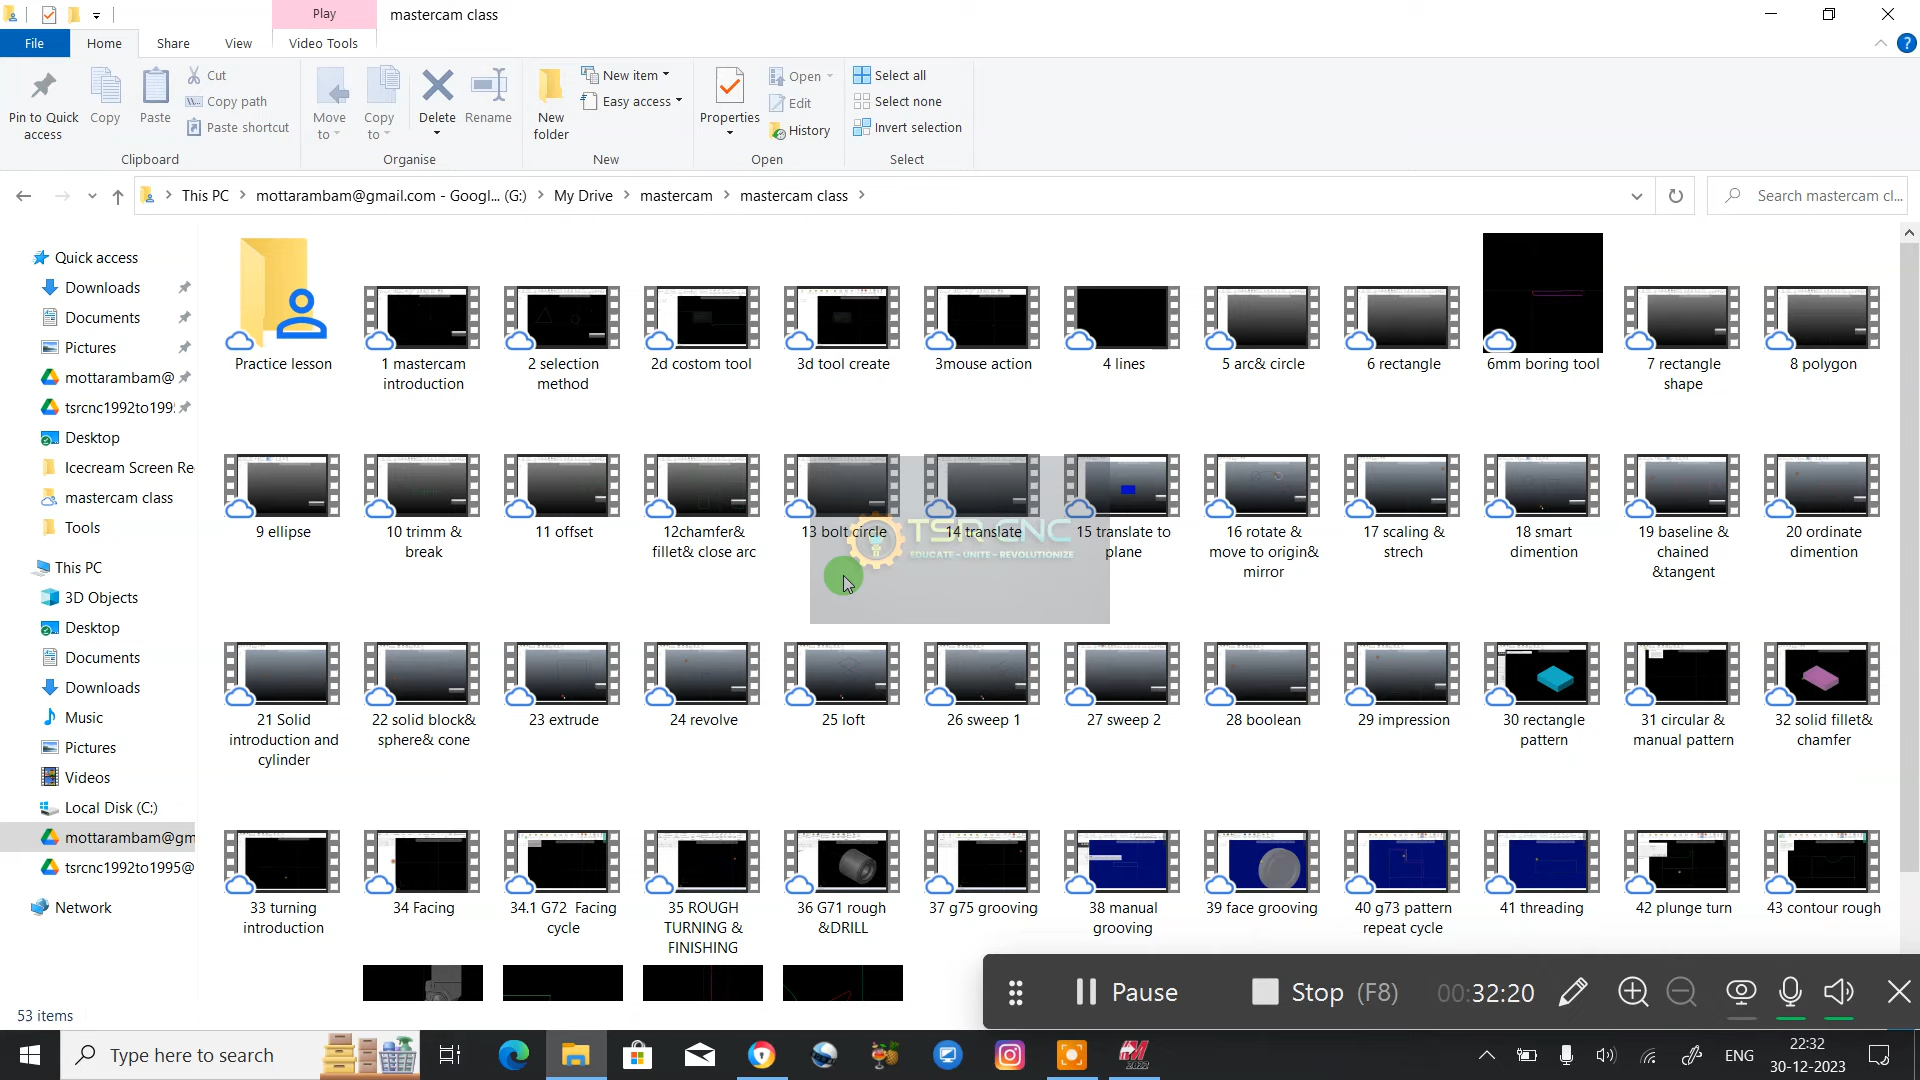 Play
mastercam class
File
Home
Share
View
Video Tools
Pin to Quick access
Copy
Paste
Cut
Copy path
Paste shortcut
Clipboard
Move to
Copy to
Delete
Rename
Organise
New folder
New item
Easy access
New
Properties
Open
Edit
History
Open
Select all
Select none
Invert selection
Select
This PC
mottarambam@gmail.com - Googl... (G:)
My Drive
mastercam
mastercam class
Search mastercam cl...
Quick access
Downloads
Documents
Pictures
mottarambam@
tsrcnc1992to199
Desktop
Icecream Screen Re
mastercam class
Tools
This PC
3D Objects
Desktop
Documents
Downloads
Music
Pictures
Videos
Local Disk (C:)
mottarambam@gm
tsrcnc1992to1995@
Network
Practice lesson
1 mastercam introduction
2 selection method
2d costom tool
3d tool create
3mouse action
4 lines
5 arc& circle
6 rectangle
6mm boring tool
7 rectangle shape
8 polygon
9 ellipse
10 trimm & break
11 offset
12chamfer& fillet& close arc
13 bolt circle
14 translate
15 translate to plane
16 rotate & move to origin& mirror
17 scaling & strech
18 smart dimention
19 baseline & chained &tangent
20 ordinate dimention
TSR CNC
EDUCATE - UNITE - REVOLUTIONIZE
21 Solid introduction and cylinder
22 solid block& sphere& cone
23 extrude
24 revolve
25 loft
26 sweep 1
27 sweep 2
28 boolean
29 impression
30 rectangle pattern
31 circular & manual pattern
32 solid fillet& chamfer
33 turning introduction
34 Facing
34.1 G72 Facing cycle
35 ROUGH TURNING & FINISHING
36 G71 rough &DRILL
37 g75 grooving
38 manual grooving
39 face grooving
40 g73 pattern repeat cycle
41 threading
42 plunge turn
43 contour rough
53 items
Pause
Stop (F8)
00:32:20
Type here to search
2022
ENG
22:32
30-12-2023